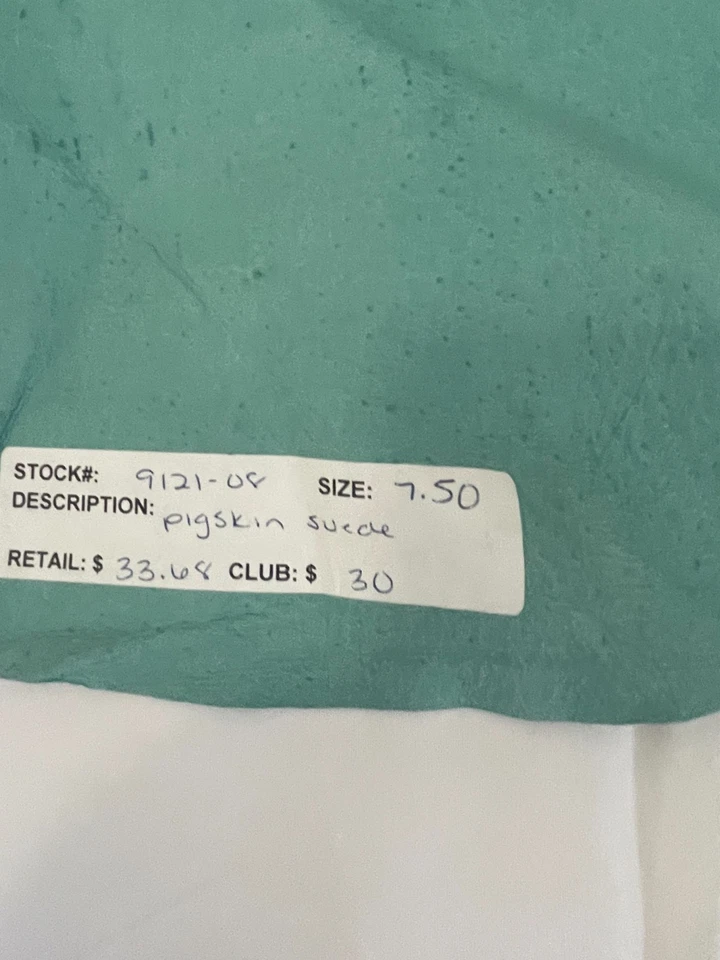 STOCK#: 9121-08 SIZE: 7.50
DESCRIPTION: pigskin suede
RETAIL: $ 33.68 CLUB: $ 30